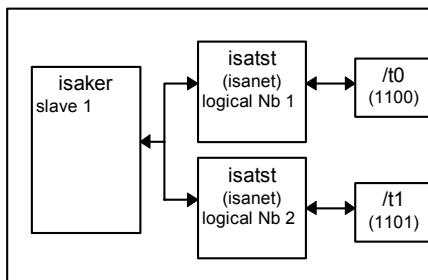 isaker
slave 1
isatst
(isanet)
logical Nb 1
/t0
(1100)
isatst
(isanet)
logical Nb 2
/t1
(1101)